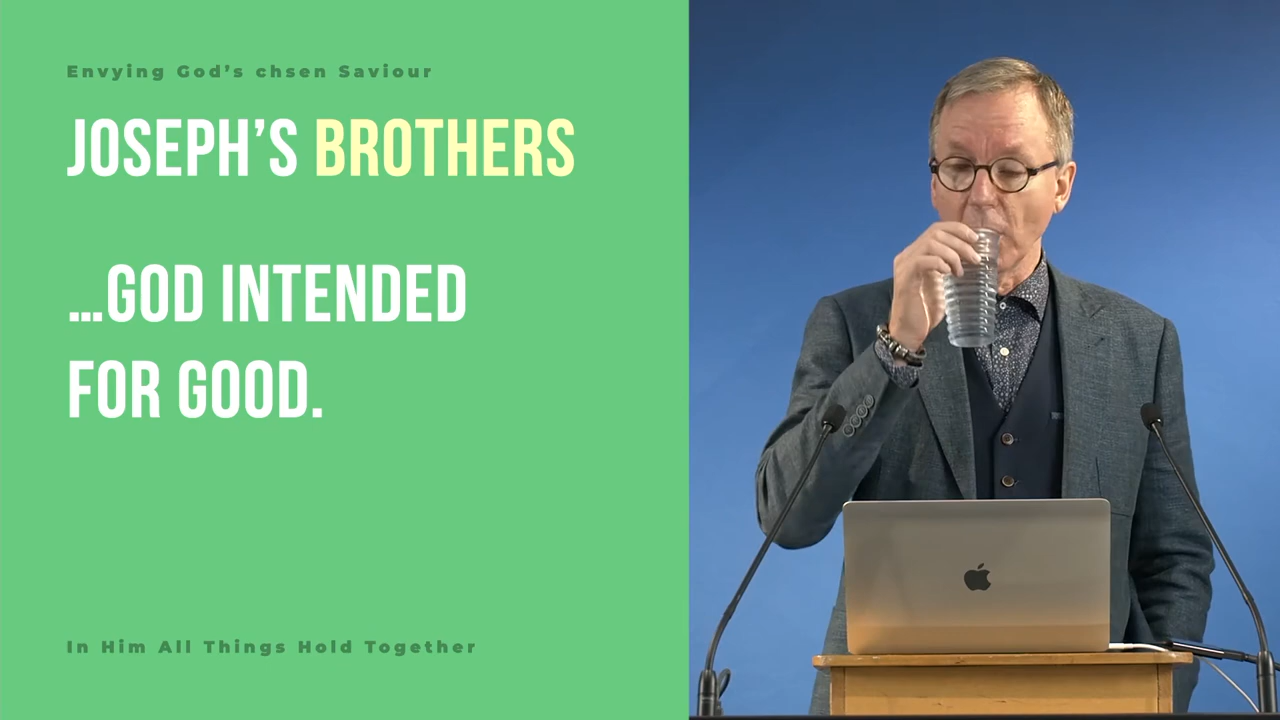 Envying God’s chsen Saviour
JOSEPH’S BROTHERS
…GOD INTENDED
FOR GOOD.
In Him All Things Hold Together